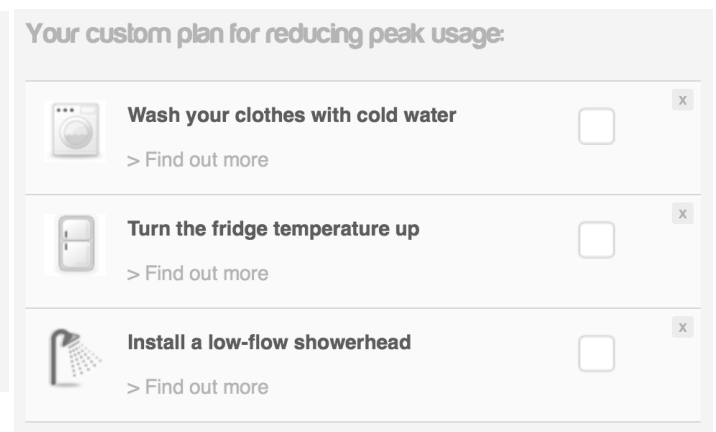 Your custom plan for reducing peak usage:
Wash your clothes with cold water
x
> Find out more
Turn the fridge temperature up
x
> Find out more
Install a low-flow showerhead
x
> Find out more